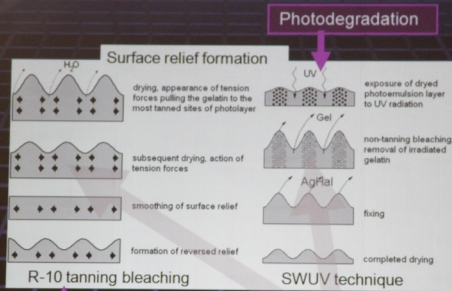 Photodegradation
Surface relief formation
H2O
drying, appearance of tension
forces pulling the gelatin to the
most tanned sites of photolayer
subsequent drying, action of
tension forces
smoothing of surface relief
formation of reversed relief
R-10 tanning bleaching
UV
exposure of dryed
photoemulsion layer
to UV radiation
Gel
non-tanning bleaching
removal of irradiated
gelatin
AgHal
fixing
completed drying
SWUV technique